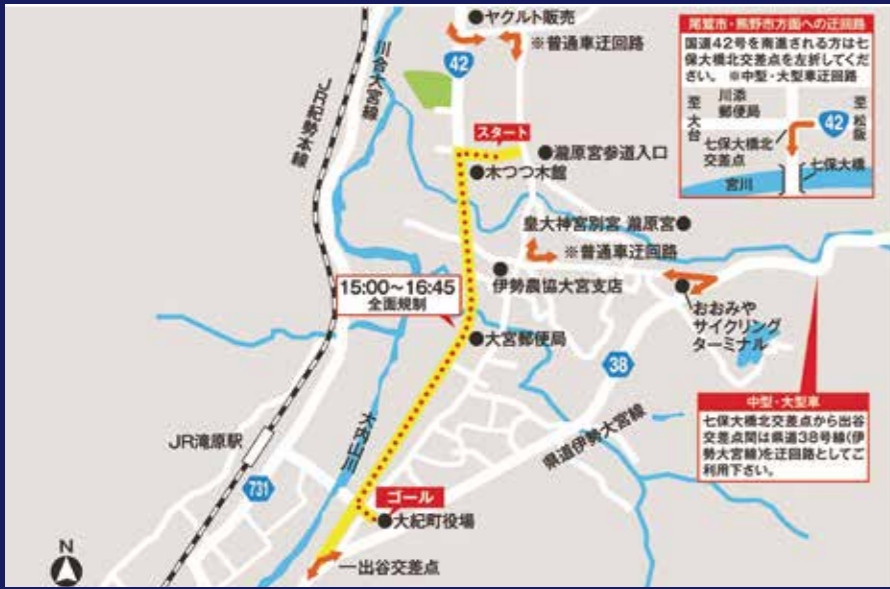 ヤクルト販売
※普通車迂回路
42
川合大宮線
JR紀勢本線
スタート
瀧原宮参道入口
木つつ木館
尾鷲市・熊野市方面への迂回路
国道42号を南進される方は七
保大橋北交差点を左折してくだ
さい。 ※中型・大型車迂回路
至大台
川添
郵便局
42
至松阪
七保大橋北
交差点
七保大橋
宮川
皇大神宮別宮 瀧原宮
※普通車迂回路
伊勢農協大宮支店
15:00〜16:45
全面規制
おおみや
サイクリング
ターミナル
大宮郵便局
38
中型・大型車
七保大橋北交差点から出谷
交差点間は県道38号線(伊
勢大宮線)を迂回路としてご
利用下さい。
県道伊勢大宮線
大内山川
JR滝原駅
731
ゴール
大紀町役場
出谷交差点
N